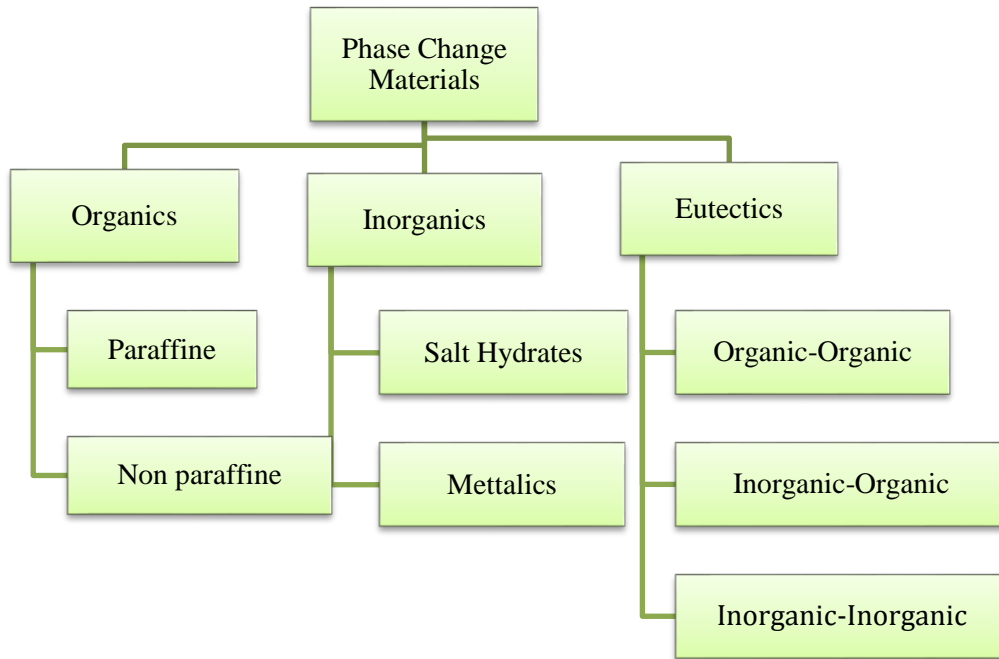 Phase Change
Materials
Organics
Inorganics
Eutectics
Paraffine
Salt Hydrates
Organic-Organic
Non paraffine
Mettalics
Inorganic-Organic
Inorganic-Inorganic